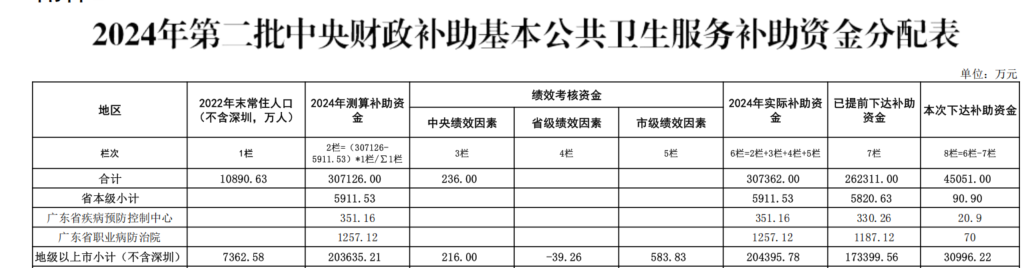 2024年第二批中央财政补助基本公共卫生服务补助资金分配表
单位：万元
地区 2022年末常住人口（不含深圳，万人） 2024年测算补助资金 绩效考核资金 2024年实际补助资金 已提前下达补助资金 本次下达补助资金
中央绩效因素 省级绩效因素 市级绩效因素
栏次 1栏 2栏=（307126-5911.53）*1栏/∑1栏 3栏 4栏 5栏 6栏=2栏+3栏+4栏+5栏 7栏 8栏=6栏-7栏
合计 10890.63 307126.00 236.00 307362.00 262311.00 45051.00
省本级小计 5911.53 5911.53 5820.63 90.90
广东省疾病预防控制中心 351.16 351.16 330.26 20.9
广东省职业病防治院 1257.12 1257.12 1187.12 70
地级以上市小计（不含深圳） 7362.58 203635.21 216.00 -39.26 583.83 204395.78 173399.56 30996.22